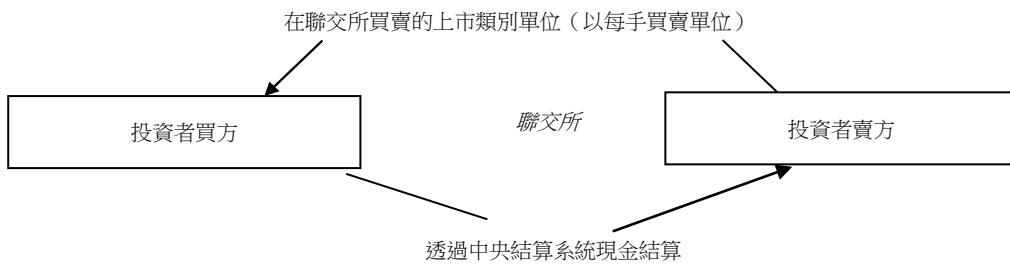 在聯交所買賣的上市類別單位（以每手買賣單位）
投資者買方
聯交所
投資者賣方
透過中央結算系統現金結算